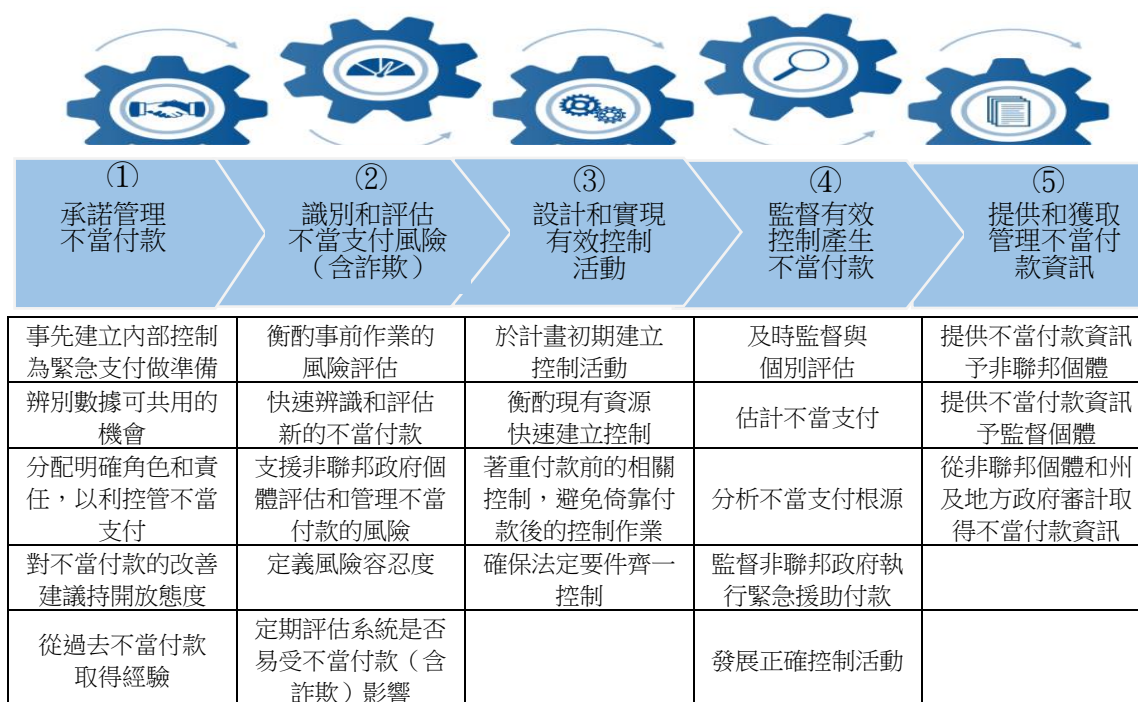 ①
承諾管理
不當付款
②
識別和評估
不當支付風險
（含詐欺）
③
設計和實現
有效控制
活動
④
監督有效
控制產生
不當付款
⑤
提供和獲取
管理不當付
款資訊
事先建立內部控制
為緊急支付做準備
衡酌事前作業的
風險評估
於計畫初期建立
控制活動
及時監督與
個別評估
提供不當付款資訊
予非聯邦個體
辨別數據可共用的
機會
快速辨識和評估
新的不當付款
衡酌現有資源
快速建立控制
估計不當支付
提供不當付款資訊
予監督個體
分配明確角色和責
任，以利控管不當
支付
支援非聯邦政府個
體評估和管理不當
付款的風險
著重付款前的相關
控制，避免倚靠付
款後的控制作業
分析不當支付根源
從非聯邦個體和州
及地方政府審計取
得不當付款資訊
對不當付款的改善
建議持開放態度
定義風險容忍度
確保法定要件齊一
控制
監督非聯邦政府執
行緊急援助付款
從過去不當付款
取得經驗
定期評估系統是否
易受不當付款（含
詐欺）影響
發展正確控制活動